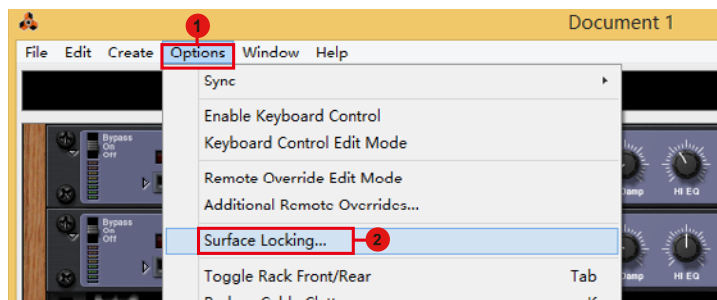 1
Document 1
File Edit Create Options Window Help
Sync
Enable Keyboard Control
Keyboard Control Edit Mode
Remote Override Edit Mode
Additional Remote Overrides...
Surface Locking... 2
Toggle Rack Front/Rear Tab
Bypass
On
Off
Damp HI EQ
Bypass
On
Off
Damp HI EQ